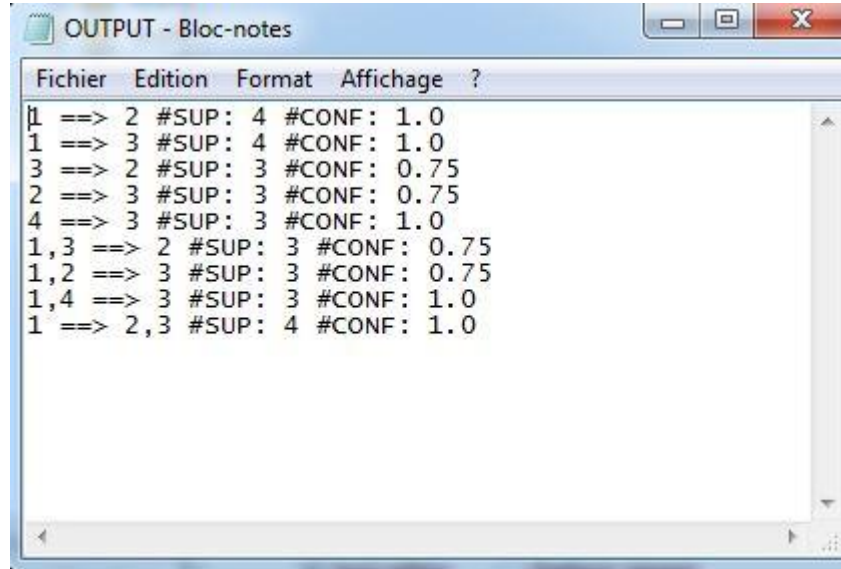 OUTPUT - Bloc-notes
Fichier Edition Format Affichage ?
1 ==> 2 #SUP: 4 #CONF: 1.0
1 ==> 3 #SUP: 4 #CONF: 1.0
3 ==> 2 #SUP: 3 #CONF: 0.75
2 ==> 3 #SUP: 3 #CONF: 0.75
4 ==> 3 #SUP: 3 #CONF: 1.0
1,3 ==> 2 #SUP: 3 #CONF: 0.75
1,2 ==> 3 #SUP: 3 #CONF: 0.75
1,4 ==> 3 #SUP: 3 #CONF: 1.0
1 ==> 2,3 #SUP: 4 #CONF: 1.0